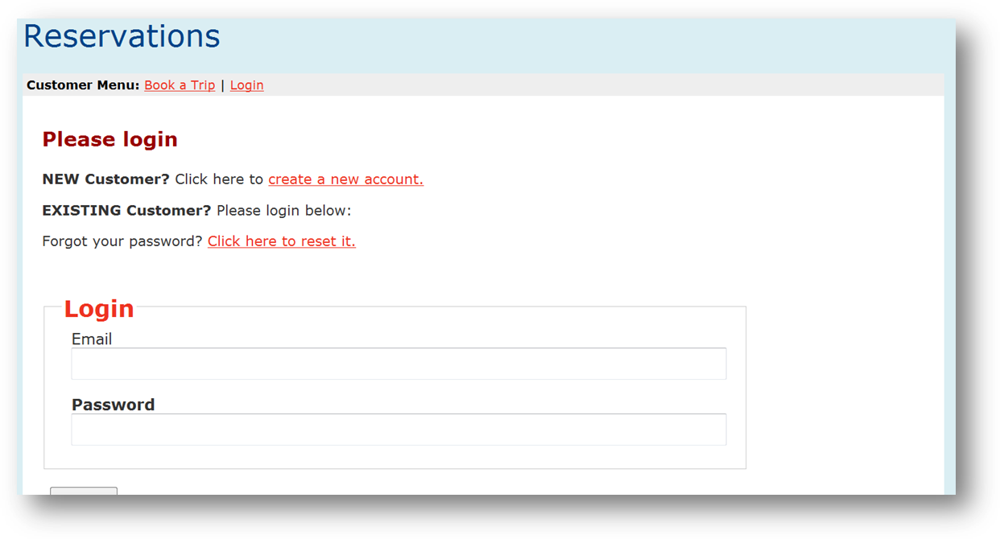 Reservations
Customer Menu: Book a Trip | Login
Please login
NEW Customer? Click here to create a new account.
EXISTING Customer? Please login below:
Forgot your password? Click here to reset it.
Login
Email
Password